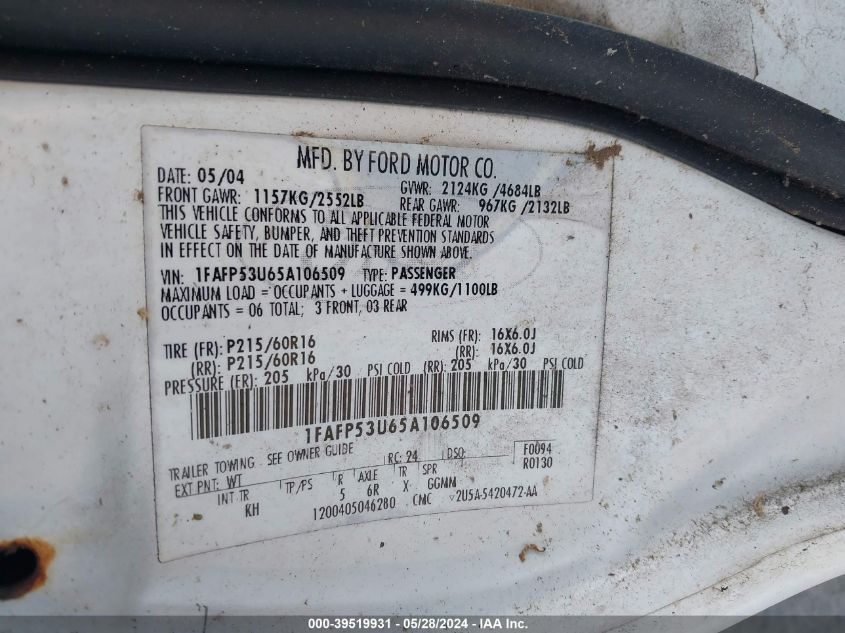 MFD. BY FORD MOTOR CO.
DATE: 05/04 GVWR: 2124KG /4684LB
FRONT GAWR: 1157KG/2552LB REAR GAWR: 967KG /2132LB
THIS VEHICLE CONFORMS TO ALL APPLICABLE FEDERAL MOTOR
VEHICLE SAFETY, BUMPER, AND THEFT PREVENTION STANDARDS
IN EFFECT ON THE DATE OF MANUFACTURE SHOWN ABOVE.
VIN: 1FAFP53U65A106509 TYPE: PASSENGER
MAXIMUM LOAD = OCCUPANTS + LUGGAGE = 499KG/1100LB
OCCUPANTS = 06 TOTAL; 3 FRONT, 03 REAR
TIRE (FR): P215/60R16 RIMS (FR): 16X6.0J
(RR): P215/60R16 (RR): 16X6.0J
PRESSURE (FR): 205 kPa/30 PSI COLD (RR): 205 kPa/30 PSI COLD
1FAFP53U65A106509
TRAILER TOWING - SEE OWNER GUIDE RC: 24 DSO: F0094
EXT PNT: WT R0130
INT TR TP/PS R AXLE TR SPR
KH 5 6R X GGMM
1200405046280 CMC V2U5A-5420472-AA
000-39519931 - 05/28/2024 - IAA Inc.